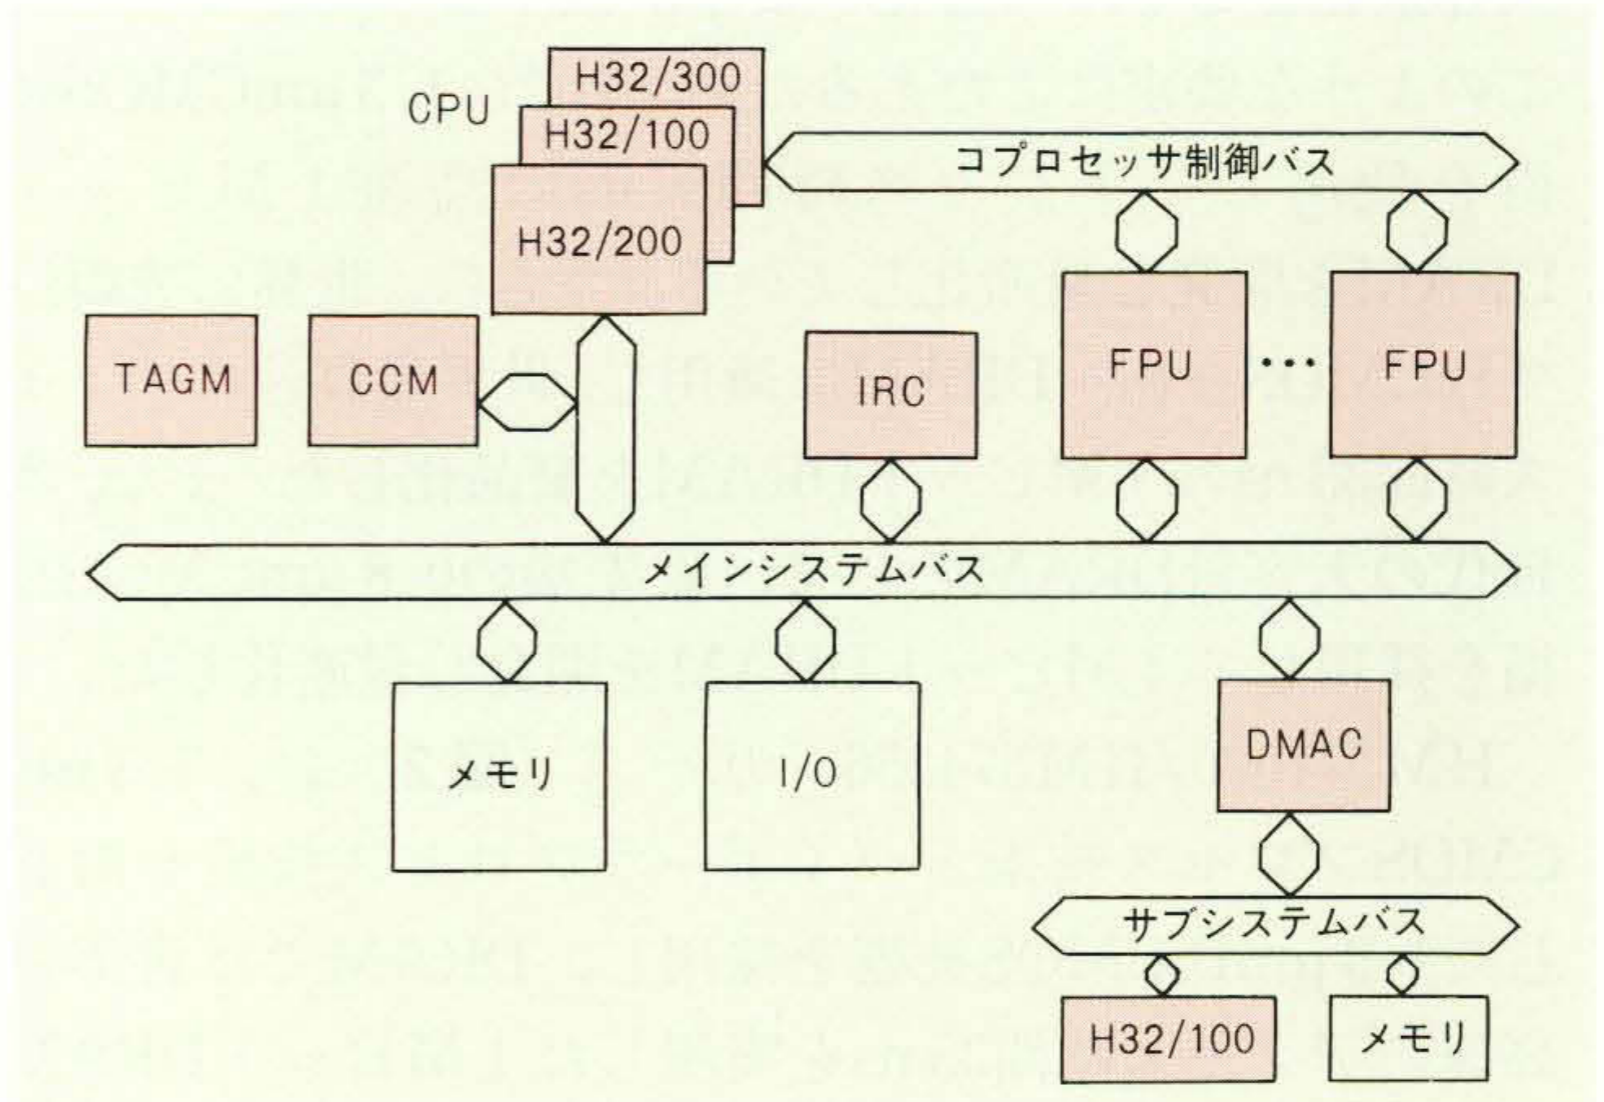 H32/300
CPU
H32/100
コプロセッサ制御バス
H32/200
TAGM
CCM
IRC
FPU
…
FPU
メインシステムバス
メモリ
I/O
DMAC
サブシステムバス
H32/100
メモリ